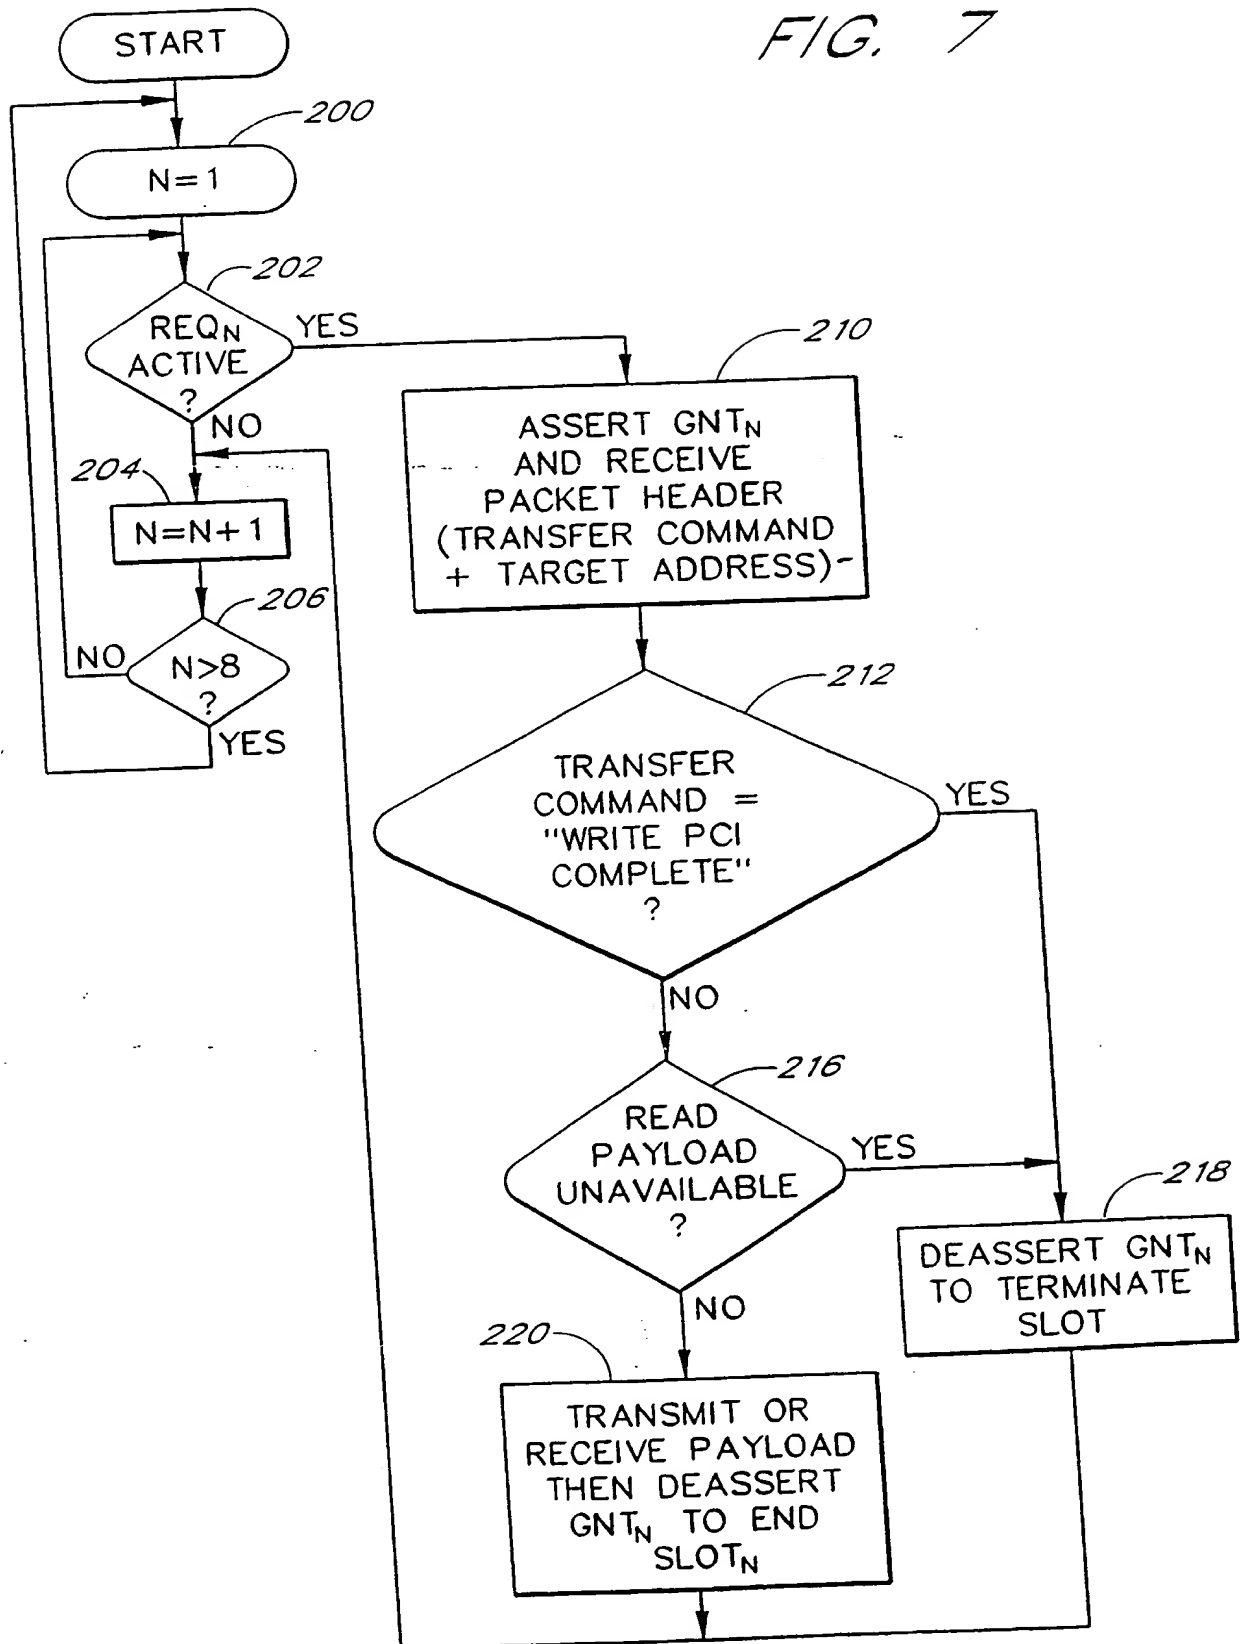 FIG. 7
START
200
N=1
202
REQN
ACTIVE
?
YES
NO
204
N=N+1
206
N>8
?
NO
YES
210
ASSERT GNTN
AND RECEIVE
PACKET HEADER
(TRANSFER COMMAND
+ TARGET ADDRESS)
212
TRANSFER
COMMAND =
"WRITE PCI
COMPLETE"
?
YES
NO
216
READ
PAYLOAD
UNAVAILABLE
?
YES
NO
218
DEASSERT GNTN
TO TERMINATE
SLOT
220
TRANSMIT OR
RECEIVE PAYLOAD
THEN DEASSERT
GNTN TO END
SLOTN